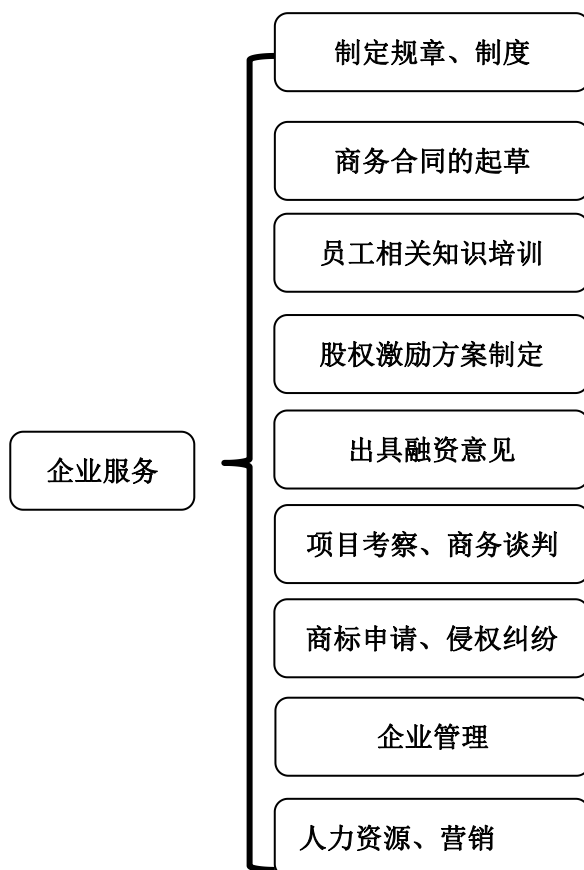 制定规章、制度
商务合同的起草
员工相关知识培训
股权激励方案制定
企业服务
出具融资意见
项目考察、商务谈判
商标申请、侵权纠纷
企业管理
人力资源、营销